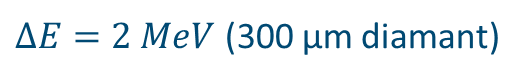 ΔE = 2 MeV (300 µm diamant)